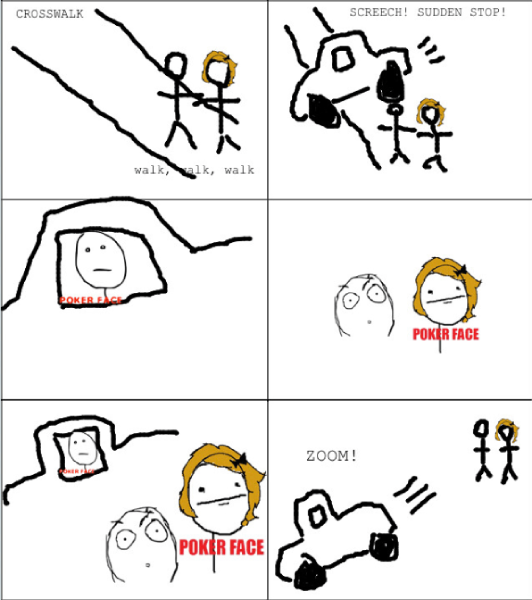 CROSSWALK
walk, walk, walk
SCREECH! SUDDEN STOP!
POKER FACE
POKER FACE
POKER FACE
POKER FACE
ZOOM!